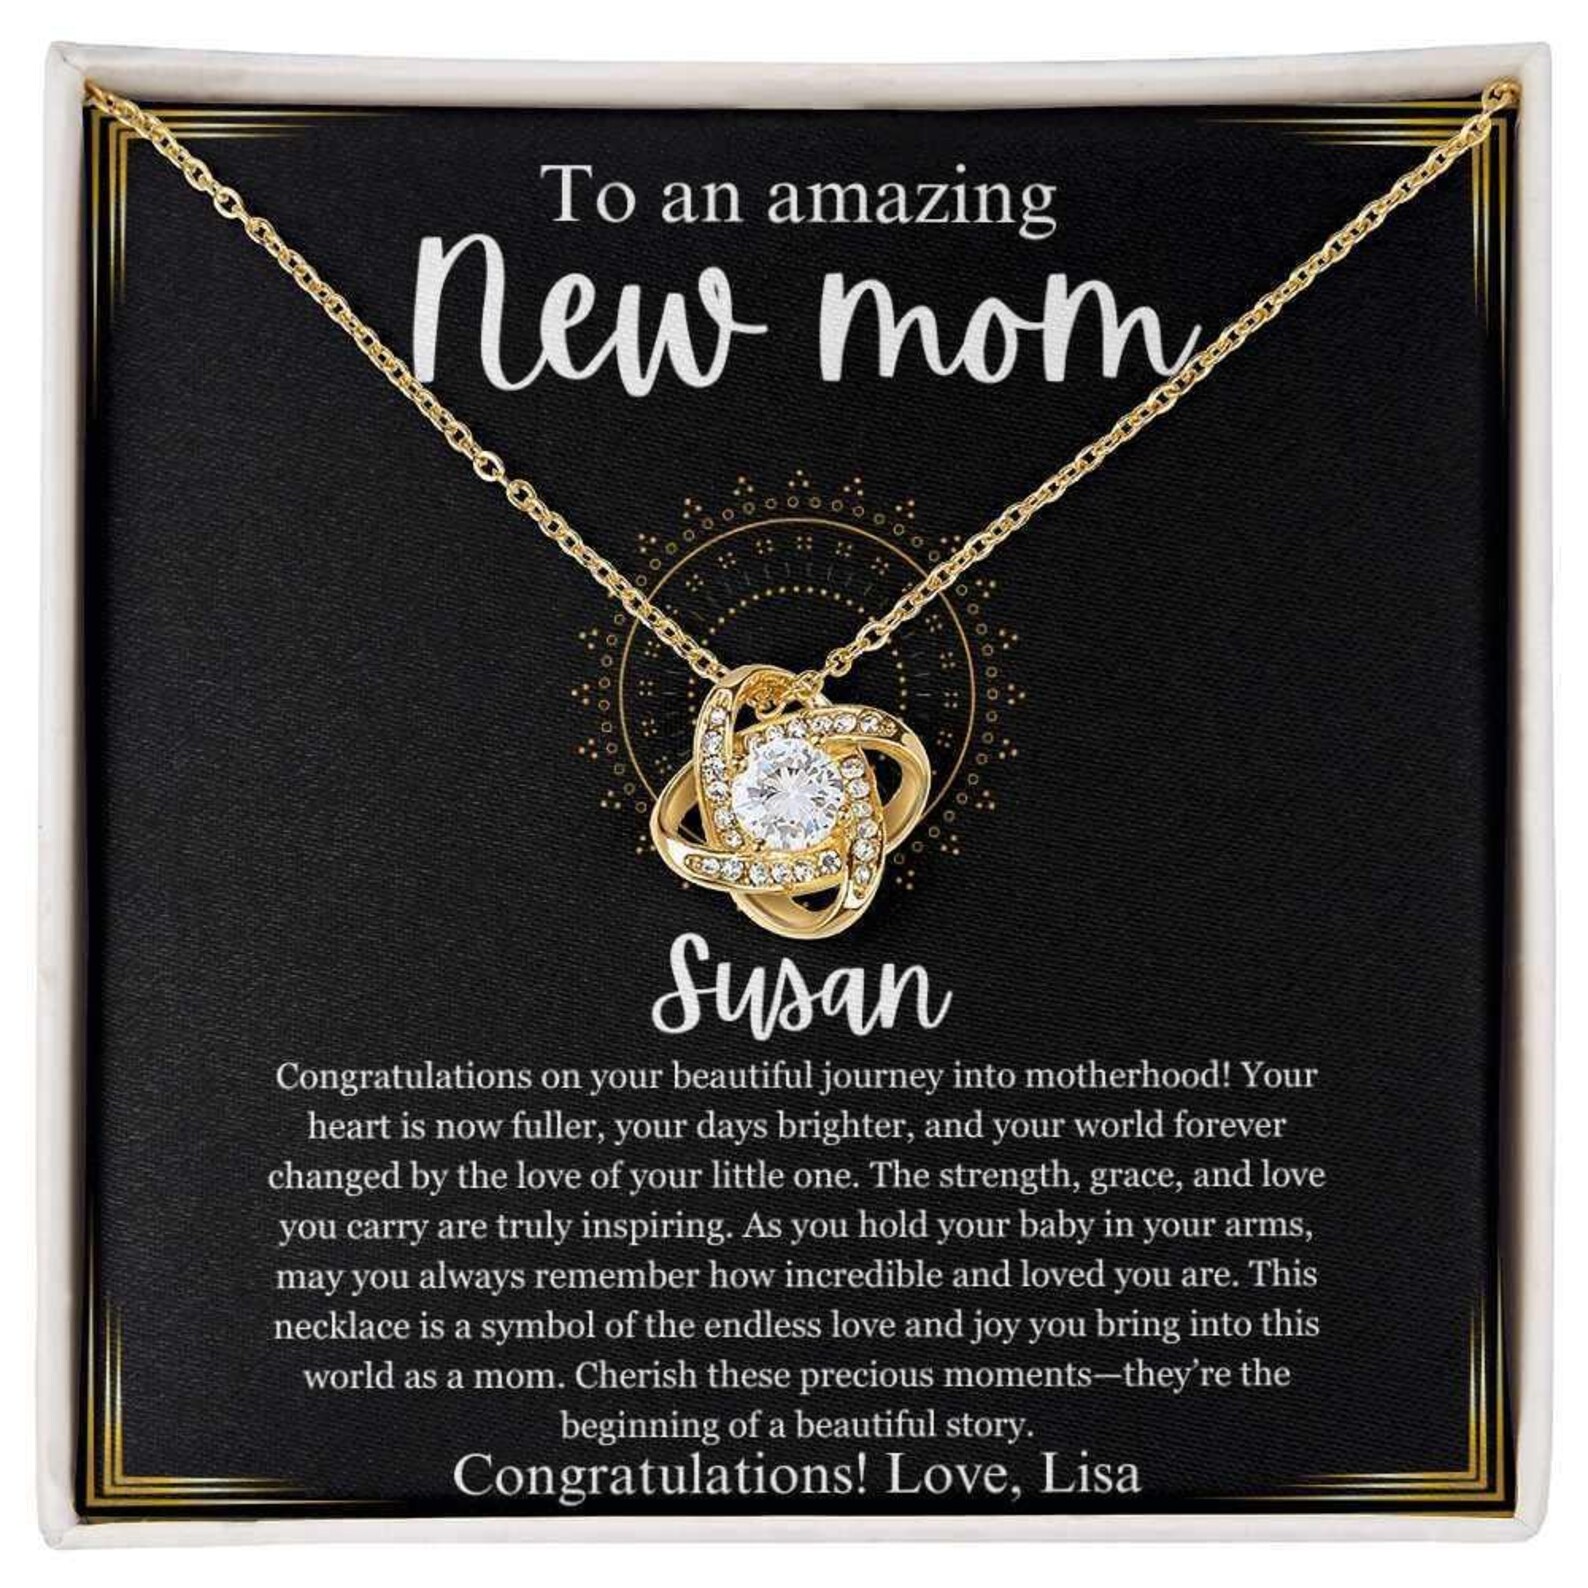 To an amazing
New mom
Susan
Congratulations on your beautiful journey into motherhood! Your
heart is now fuller, your days brighter, and your world forever
changed by the love of your little one. The strength, grace, and love
you carry are truly inspiring. As you hold your baby in your arms,
may you always remember how incredible and loved you are. This
necklace is a symbol of the endless love and joy you bring into this
world as a mom. Cherish these precious moments—they’re the
beginning of a beautiful story.
Congratulations! Love, Lisa